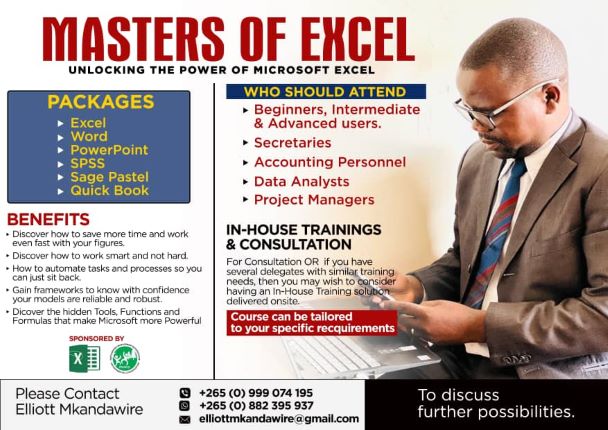 MASTERS OF EXCEL
UNLOCKING THE POWER OF MICROSOFT EXCEL
PACKAGES
Excel
Word
PowerPoint
SPSS
Sage Pastel
Quick Book
BENEFITS
Discover how to save more time and work
even fast with your figures.
Discover how to work smart and not hard.
How to automate tasks and processes so you
can just sit back.
Gain frameworks to know with confidence
your models are reliable and robust.
Dicover the hidden Tools, Functions and
Formulas that make Microsoft more Powerful
SPONSORED BY
X
WHO SHOULD ATTEND
Beginners, Intermediate
& Advanced users.
Secretaries
Accounting Personnel
Data Analysts
Project Managers
IN-HOUSE TRAININGS
& CONSULTATION
For Consultation OR if you have
several delegates with similar training
needs, then you may wish to consider
having an In-House Training solution
delivered onsite.
Course can be tailored
to your specific recquirements
Please Contact
Elliott Mkandawire
+265 (0) 999 074 195
+265 (0) 882 395 937
elliottmkandawire@gmail.com
To discuss
further possibilities.